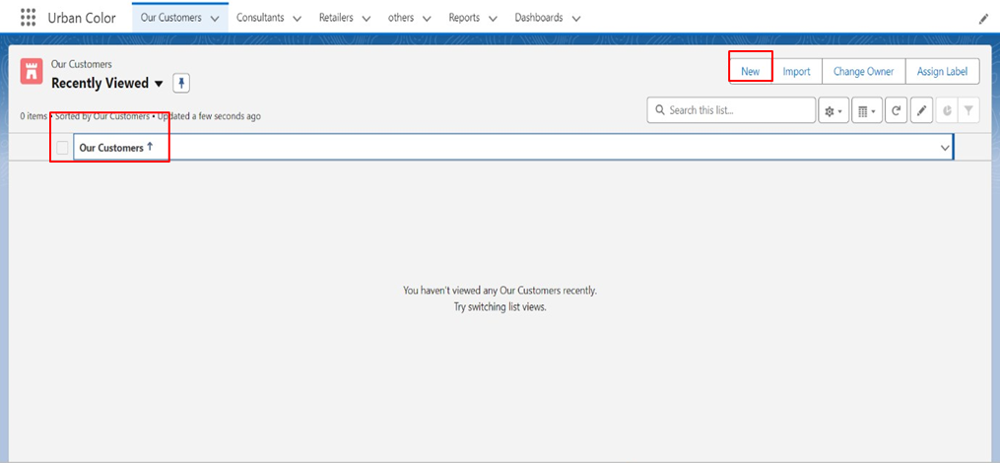 Urban Color Our Customers Consultants Retailers others Reports Dashboards
Our Customers
Recently Viewed
New Import Change Owner Assign Label
0 items • Sorted by Our Customers • Updated a few seconds ago
Search this list...
Our Customers
You haven't viewed any Our Customers recently.
Try switching list views.